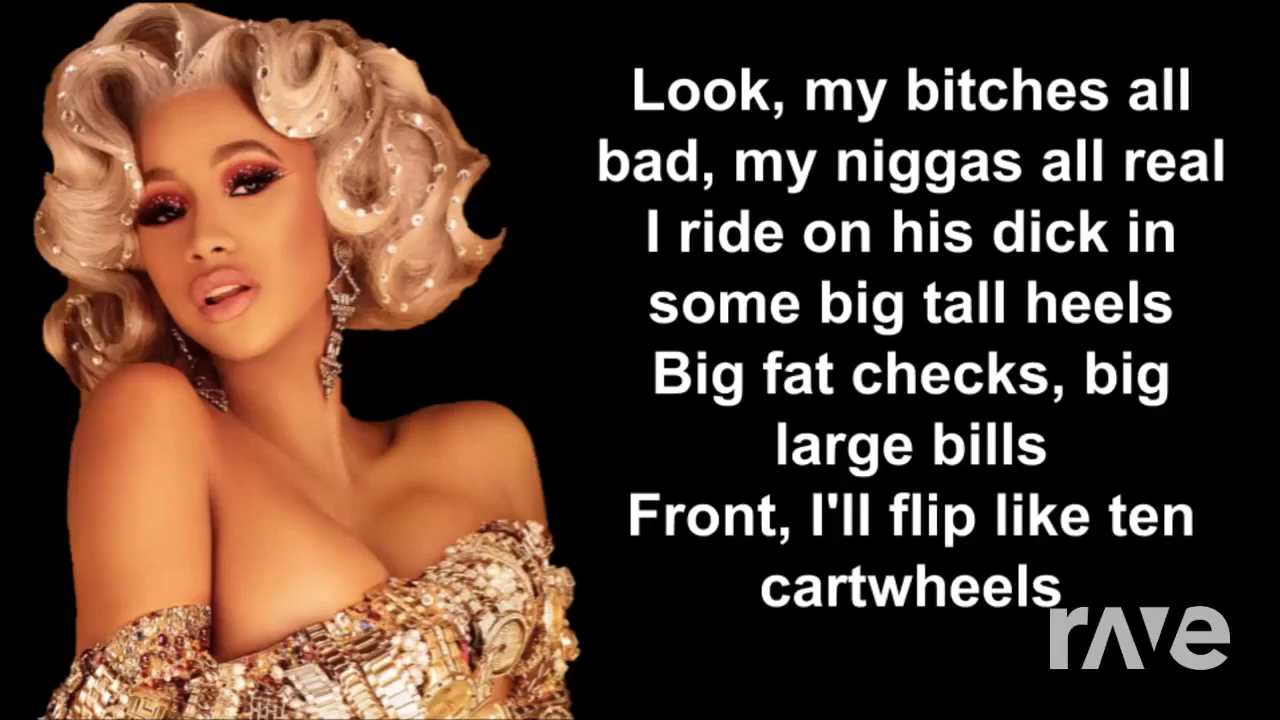 Look, my bitches all
bad, my niggas all real
I ride on his dick in
some big tall heels
Big fat checks, big
large bills
Front, I'll flip like ten
cartwheels
rave